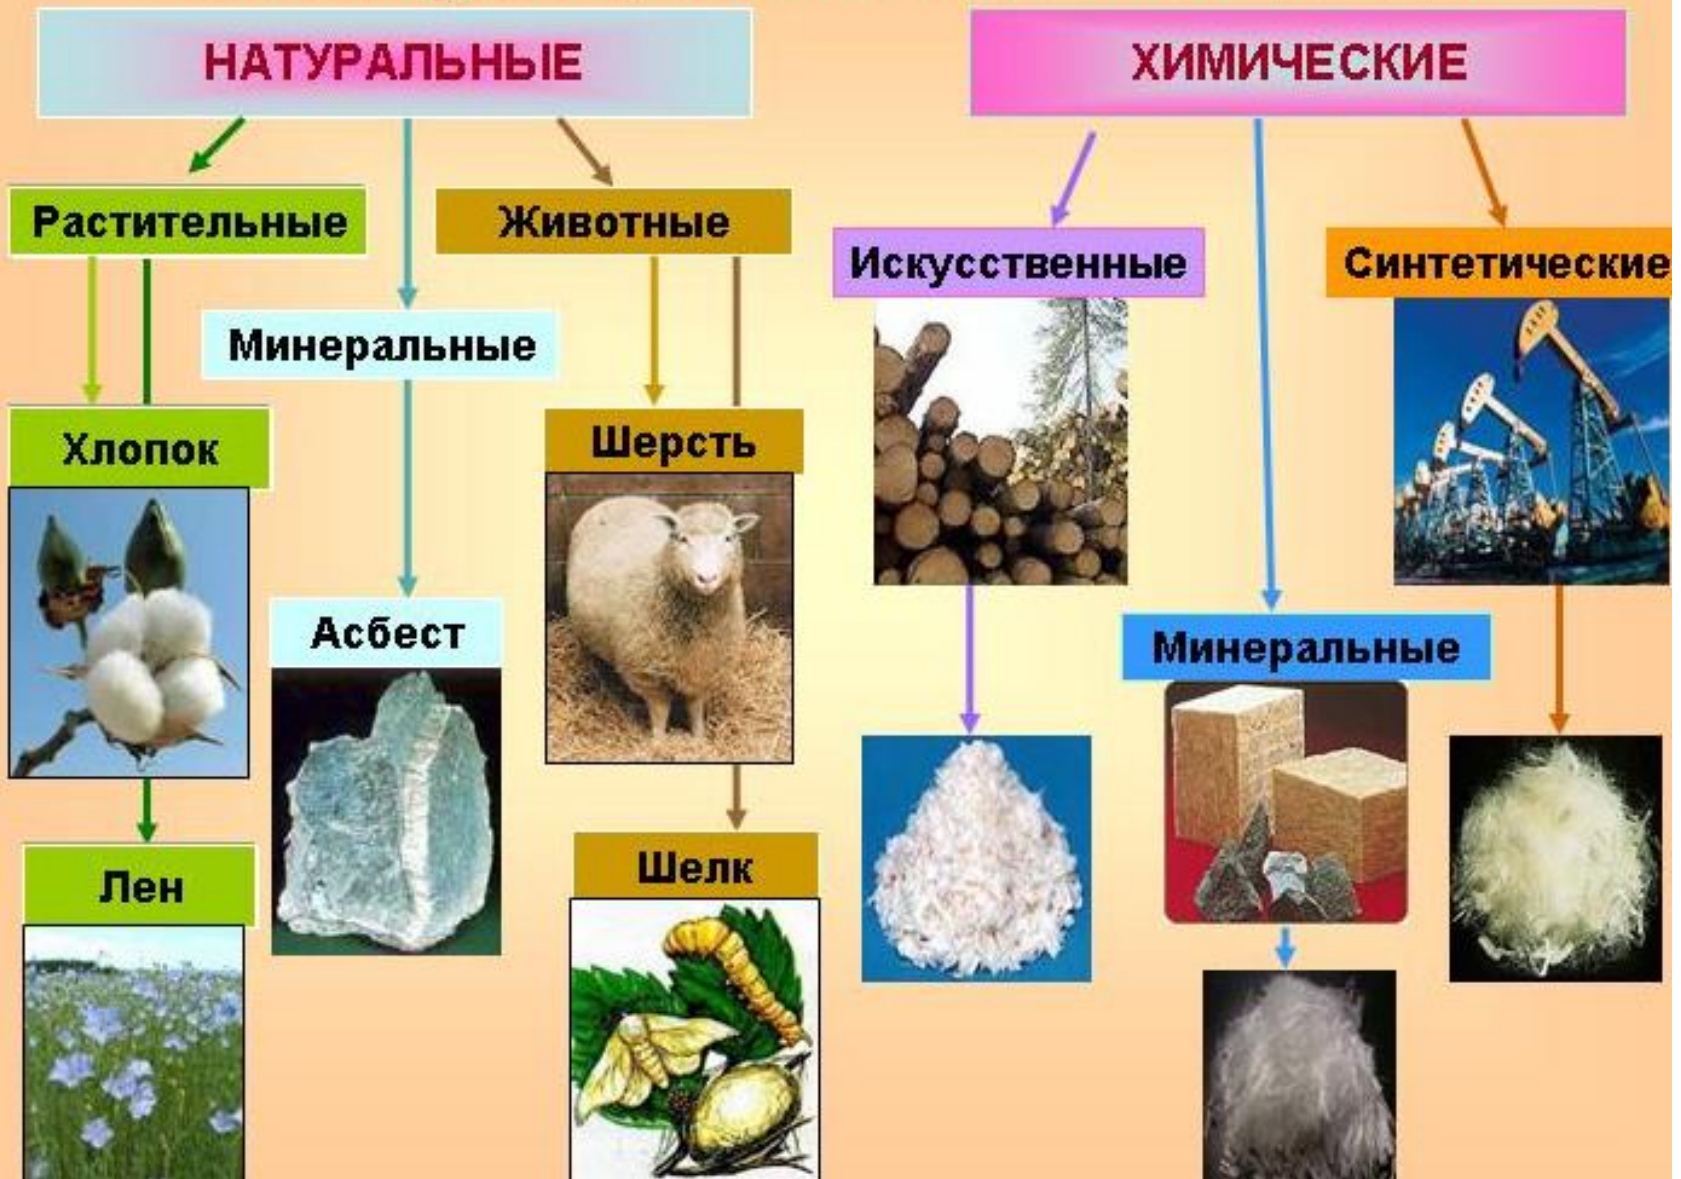 НАТУРАЛЬНЫЕ
ХИМИЧЕСКИЕ
Растительные
Животные
Искусственные
Синтетические
Минеральные
Хлопок
Шерсть
Асбест
Минеральные
Лен
Шелк